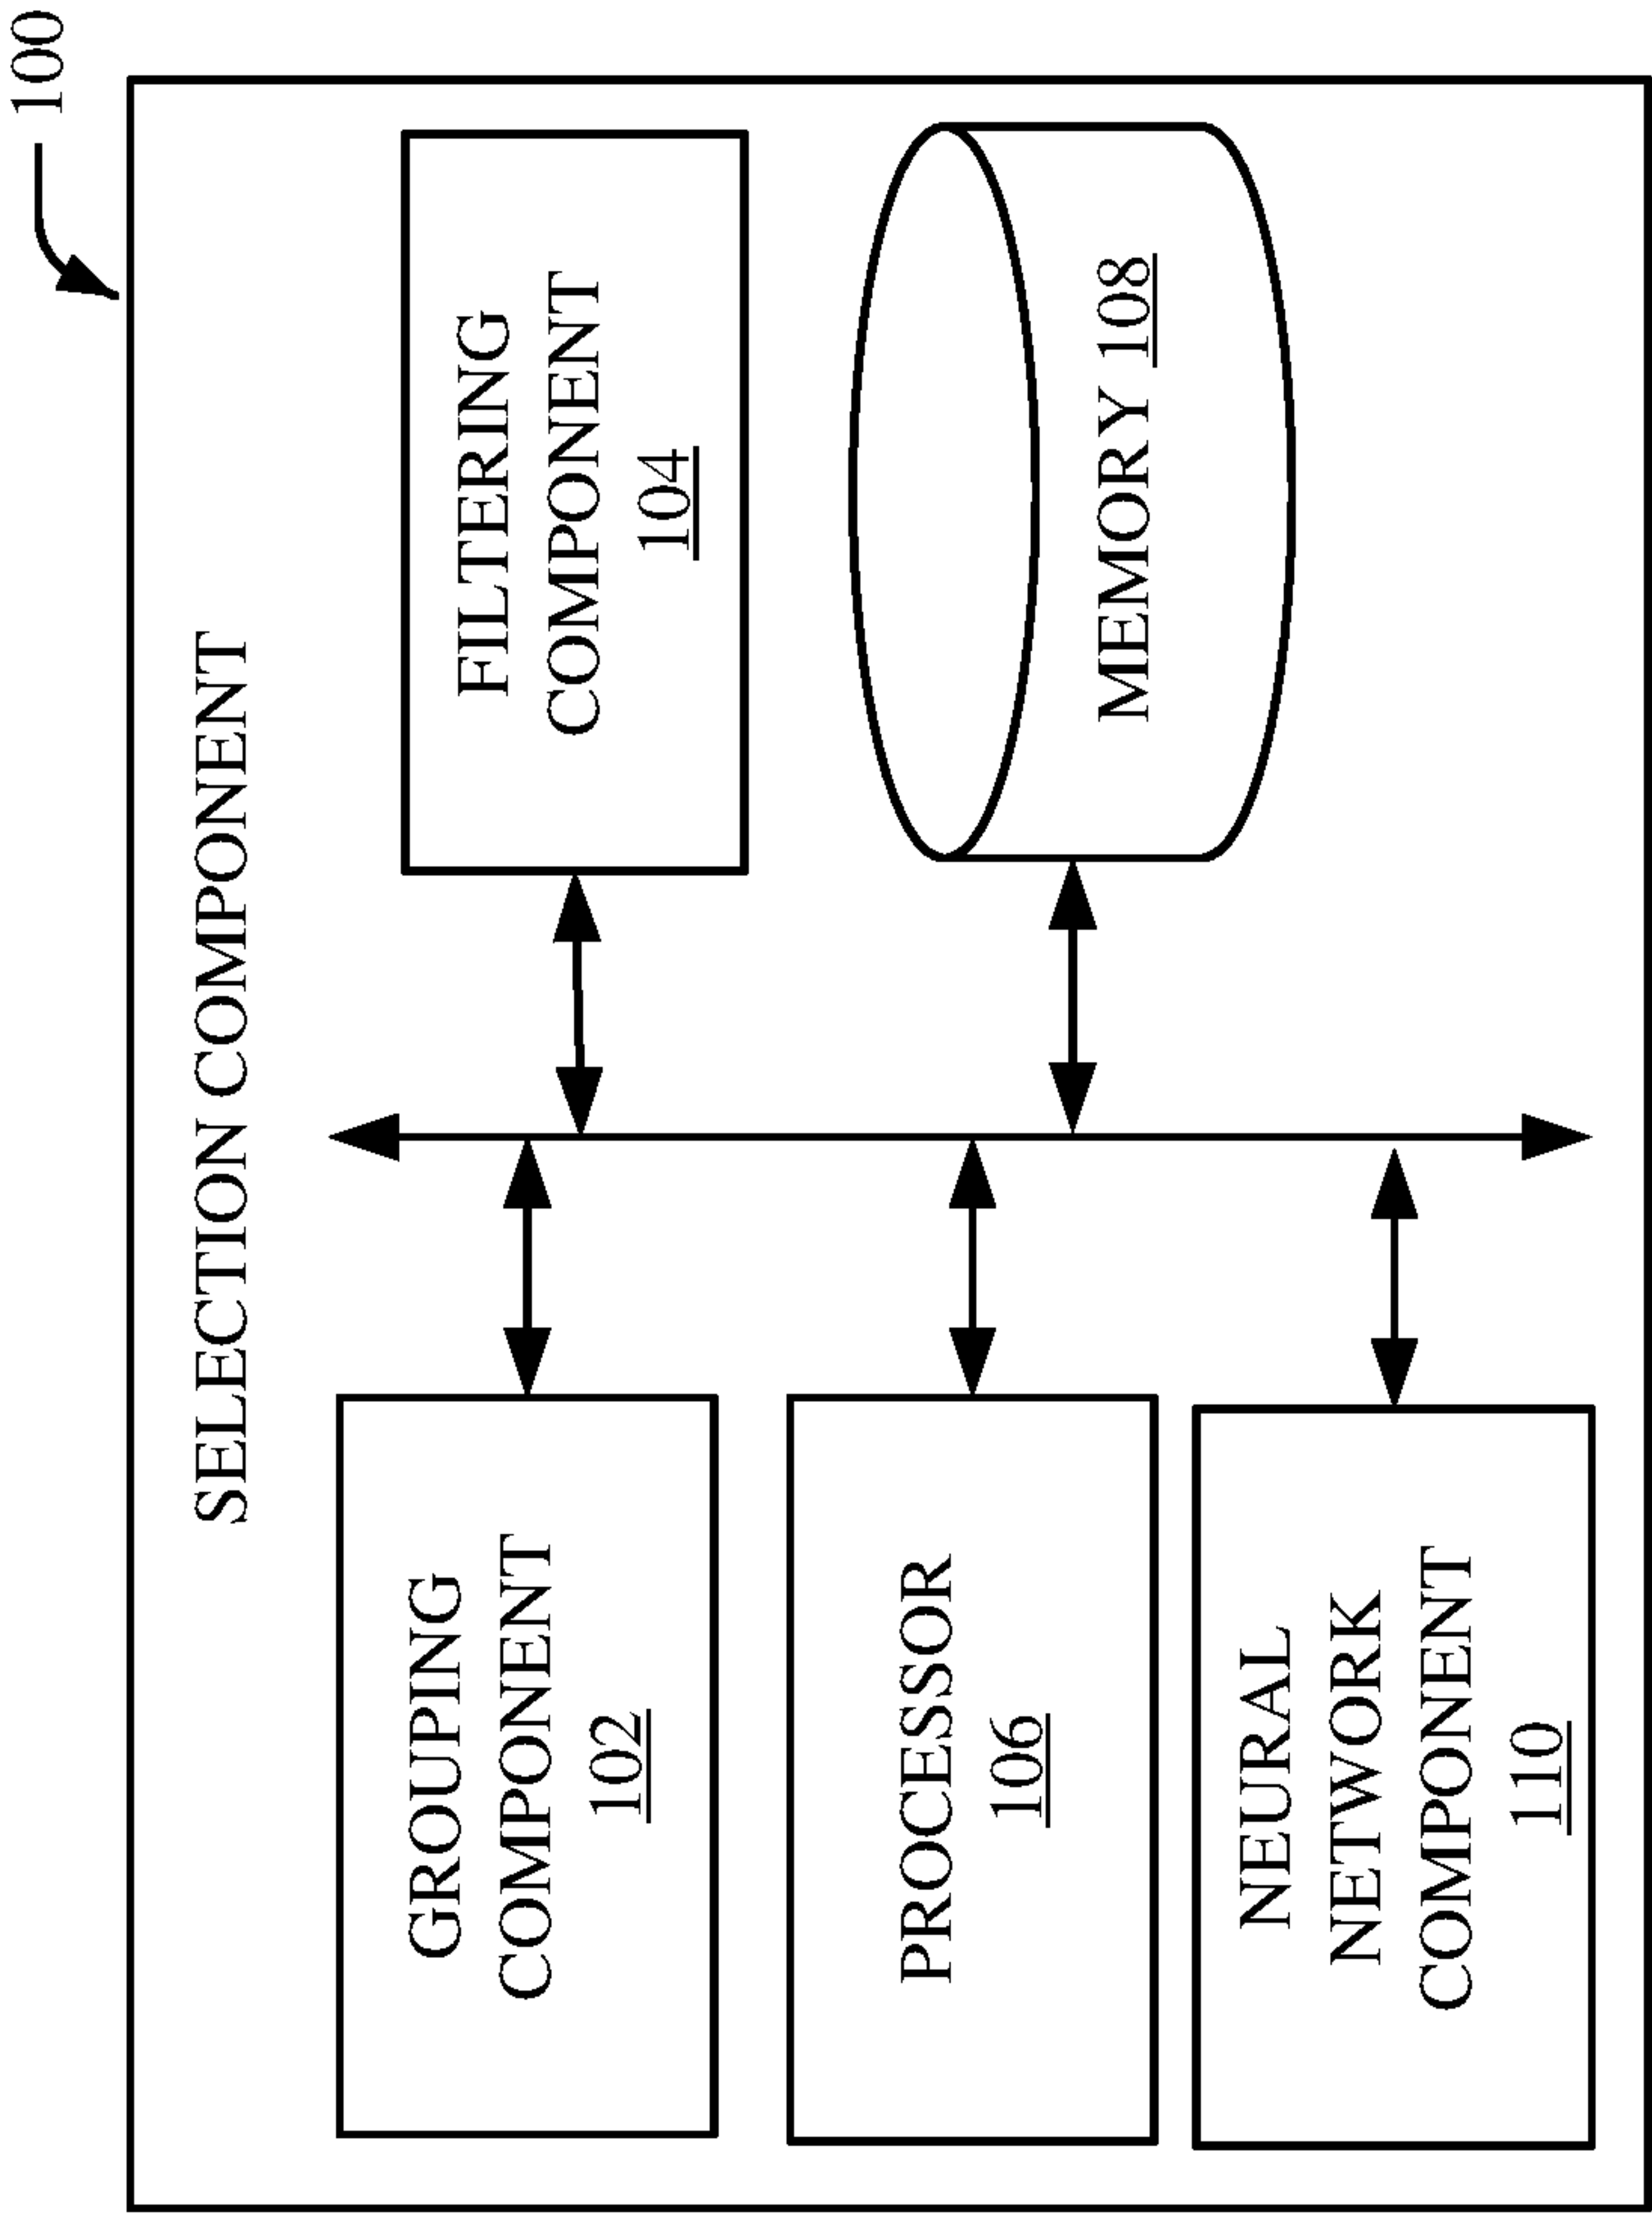 100
SELECTION COMPONENT
GROUPING
COMPONENT
102
FILTERING
COMPONENT
104
PROCESSOR
106
MEMORY 108
NEURAL
NETWORK
COMPONENT
110